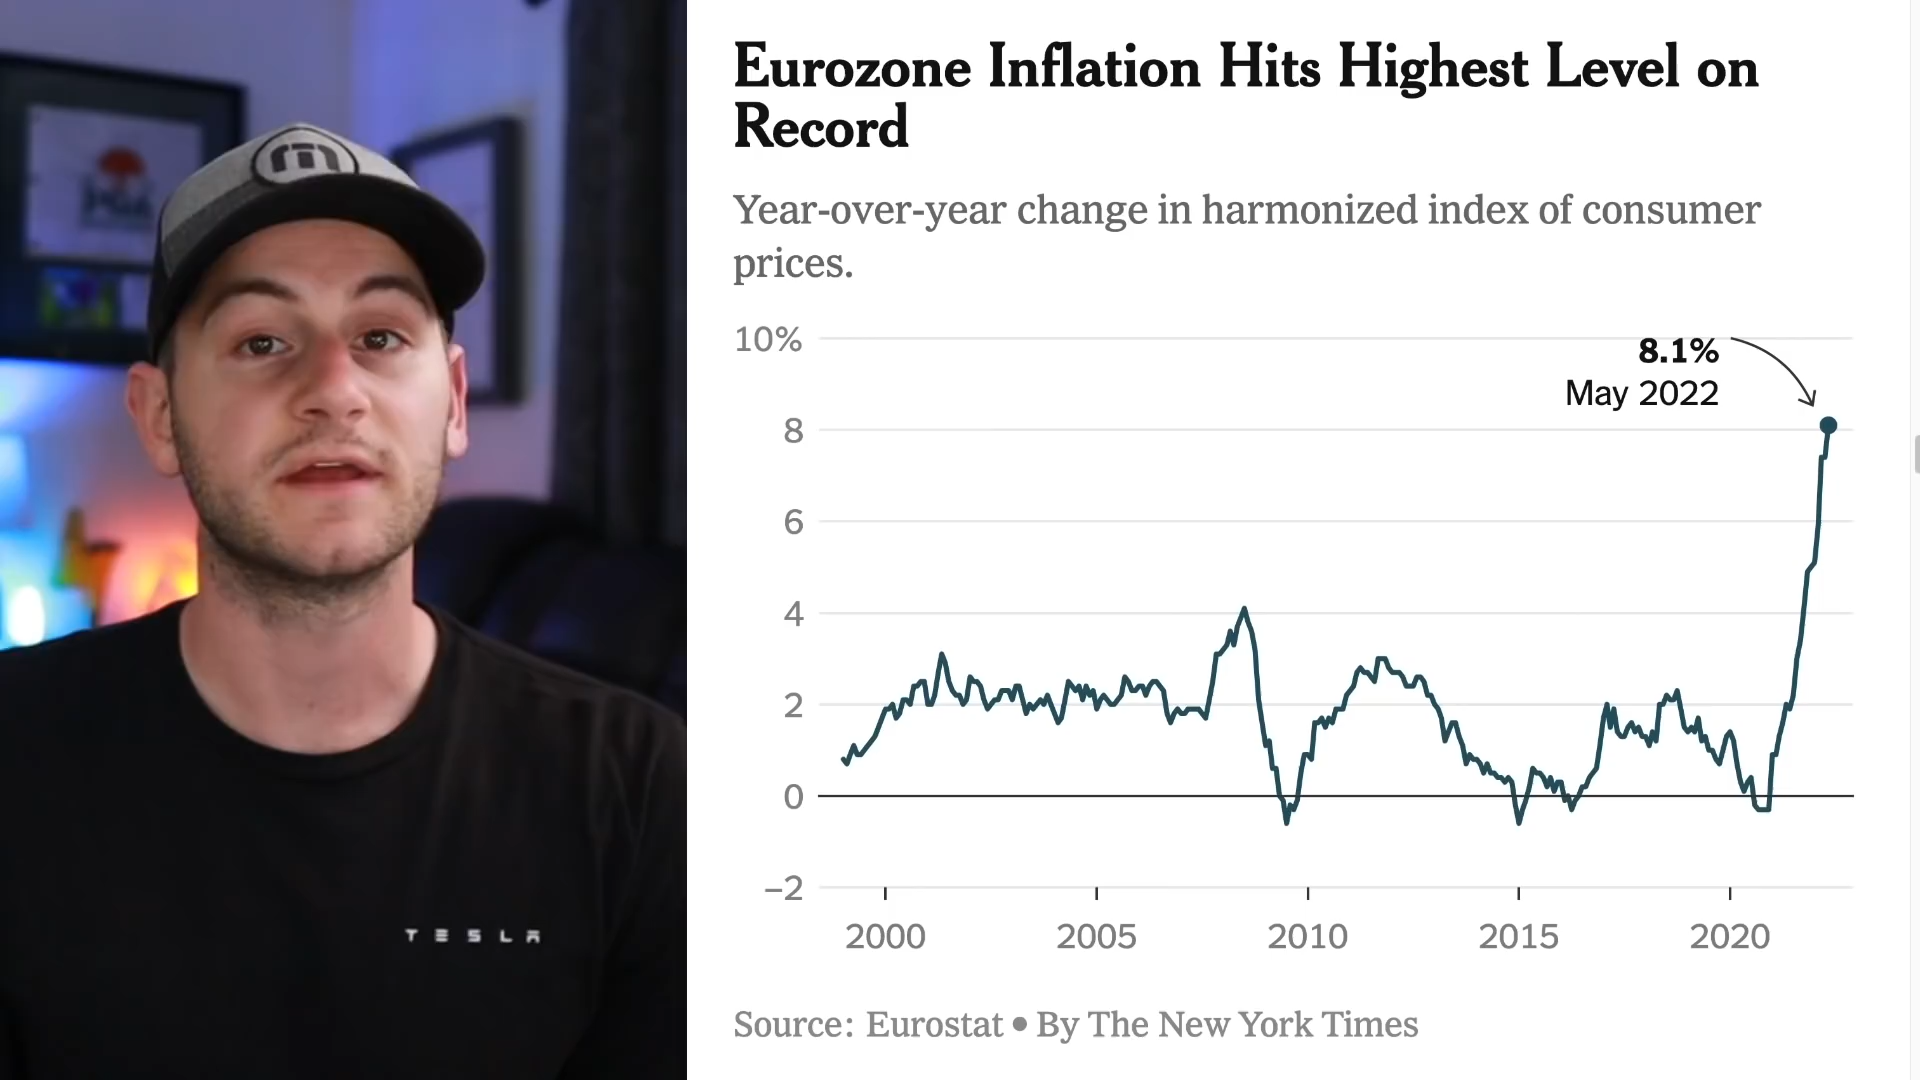 Eurozone Inflation Hits Highest Level on
Record
Year-over-year change in harmonized index of consumer
prices.
10%
8.1%
May 2022
8
6
4
2
0
−2
2000 2005 2010 2015 2020
Source: Eurostat • By The New York Times
m
TESLA